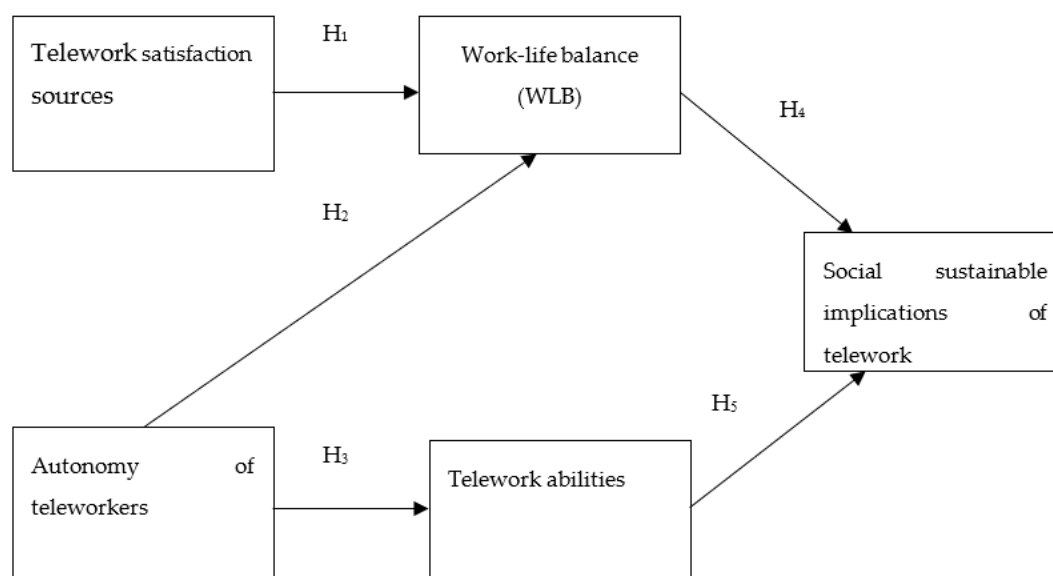 H₁
Telework satisfaction
sources
Work-life balance
(WLB)
H₄
H₂
Social sustainable
implications of
telework
H₅
Autonomy of
teleworkers
H₃
Telework abilities